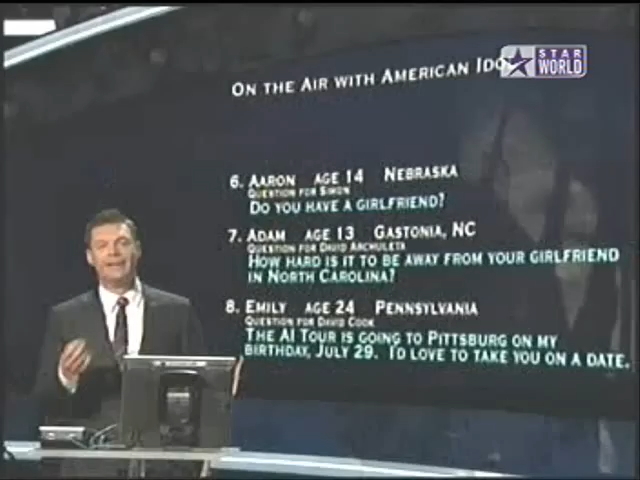 STAR
WORLD
ON THE AIR WITH AMERICAN IDO
6. AARON AGE 14 NEBRASKA
QUESTION FOR SIMON
DO YOU HAVE A GIRLFRIEND?
7. ADAM AGE 13 GASTONIA, NC
QUESTION FOR DAVID ARCHULETA
HOW HARD IS IT TO BE AWAY FROM YOUR GIRLFRIEND
IN NORTH CAROLINA?
8. EMILY AGE 24 PENNSYLVANIA
QUESTION FOR DAVID COOK
THE AI TOUR IS GOING TO PITTSBURG ON MY
BIRTHDAY, JULY 29. I'D LOVE TO TAKE YOU ON A DATE.